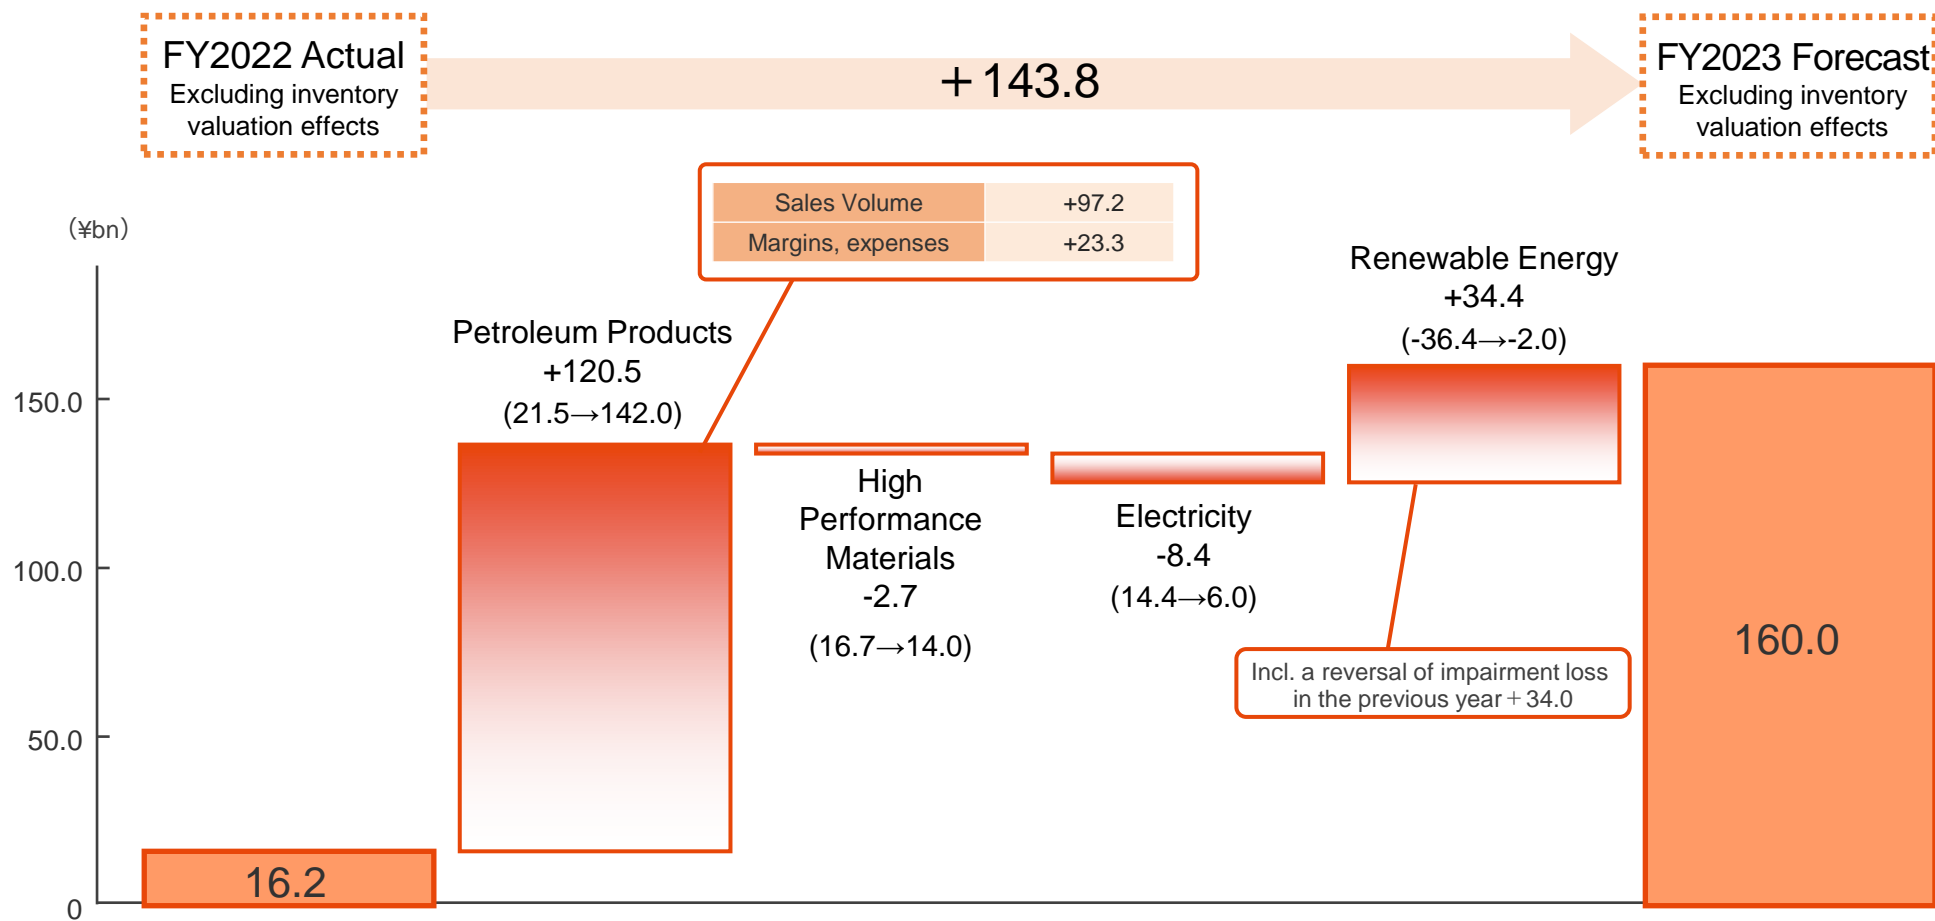 FY2022 Actual
Excluding inventory
valuation effects
＋143.8
FY2023 Forecast
Excluding inventory
valuation effects
Sales Volume +97.2
Margins, expenses +23.3
（¥bn）
Petroleum Products
+120.5
(21.5→142.0)
High
Performance
Materials
-2.7
(16.7→14.0)
Electricity
-8.4
(14.4→6.0)
Renewable Energy
+34.4
(-36.4→-2.0)
Incl. a reversal of impairment loss
in the previous year＋34.0
150.0
100.0
50.0
0
16.2
160.0